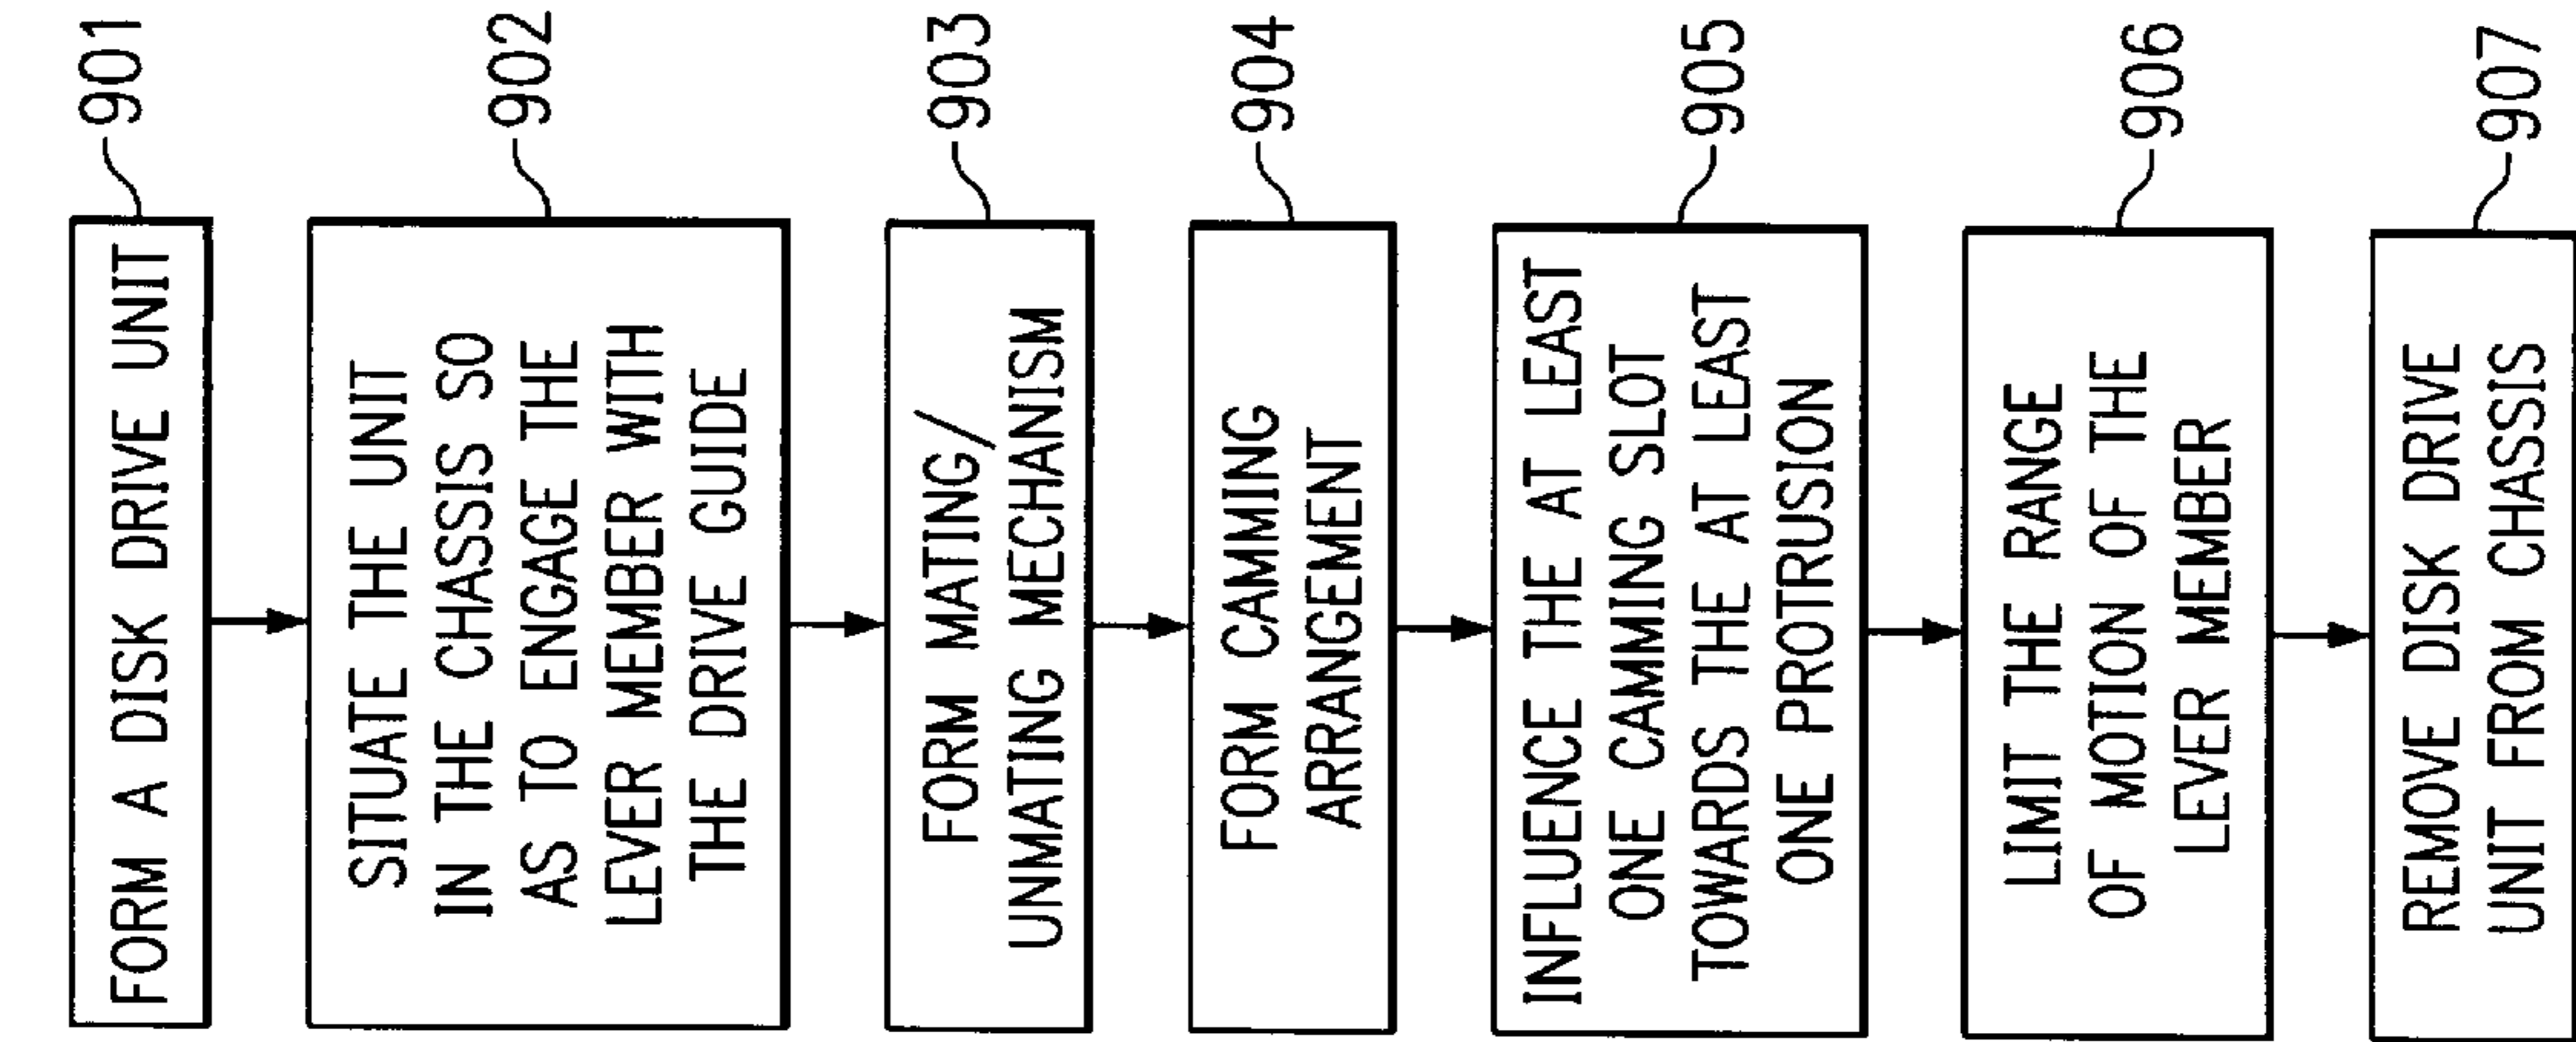 FORM A DISK DRIVE UNIT
901
SITUATE THE UNIT
IN THE CHASSIS SO
AS TO ENGAGE THE
LEVER MEMBER WITH
THE DRIVE GUIDE
902
FORM MATING/
UNMATING MECHANISM
903
FORM CAMMING
ARRANGEMENT
904
INFLUENCE THE AT LEAST
ONE CAMMING SLOT
TOWARDS THE AT LEAST
ONE PROTRUSION
905
LIMIT THE RANGE
OF MOTION OF THE
LEVER MEMBER
906
REMOVE DISK DRIVE
UNIT FROM CHASSIS
907